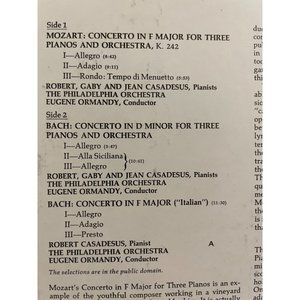 Side 1
MOZART: CONCERTO IN F MAJOR FOR THREE
PIANOS AND ORCHESTRA, K. 242
I—Allegro (8:42)
II—Adagio (9:11)
III—Rondo: Tempo di Menuetto (5:53)
ROBERT, GABY and JEAN CASADESUS, Pianists
THE PHILADELPHIA ORCHESTRA
EUGENE ORMANDY, Conductor
Side 2
BACH: CONCERTO IN D MINOR FOR THREE
PIANOS AND ORCHESTRA
I—Allegro (5:47)
II—Alla Siciliana
III—Allegro
ROBERT, GABY and JEAN CASADESUS, Pianists
THE PHILADELPHIA ORCHESTRA
EUGENE ORMANDY, Conductor
BACH: CONCERTO IN F MAJOR ("Italian") (11:30)
I—Allegro
II—Adagio
III—Presto
ROBERT CASADESUS, Pianist A
THE PHILADELPHIA ORCHESTRA
EUGENE ORMANDY, Conductor
The selections are in the public domain.
Mozart's Concerto in F Major for Three Pianos is an
ample of the youthful composer working in a vineyard